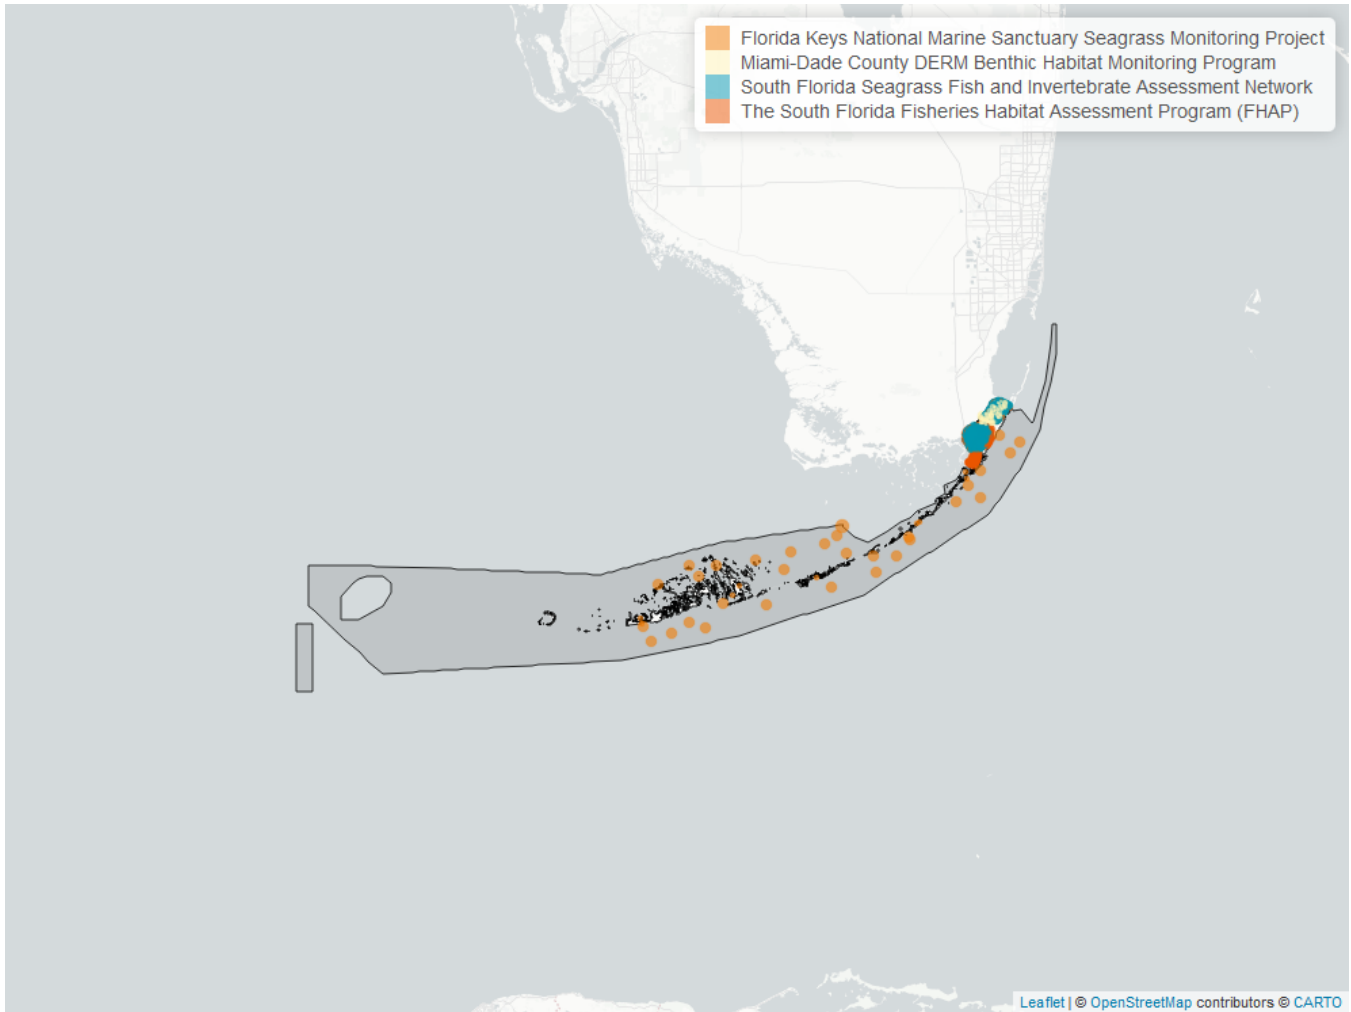 Florida Keys National Marine Sanctuary Seagrass Monitoring Project
Miami-Dade County DERM Benthic Habitat Monitoring Program
South Florida Seagrass Fish and Invertebrate Assessment Network
The South Florida Fisheries Habitat Assessment Program (FHAP)
Leaflet | © OpenStreetMap contributors © CARTO